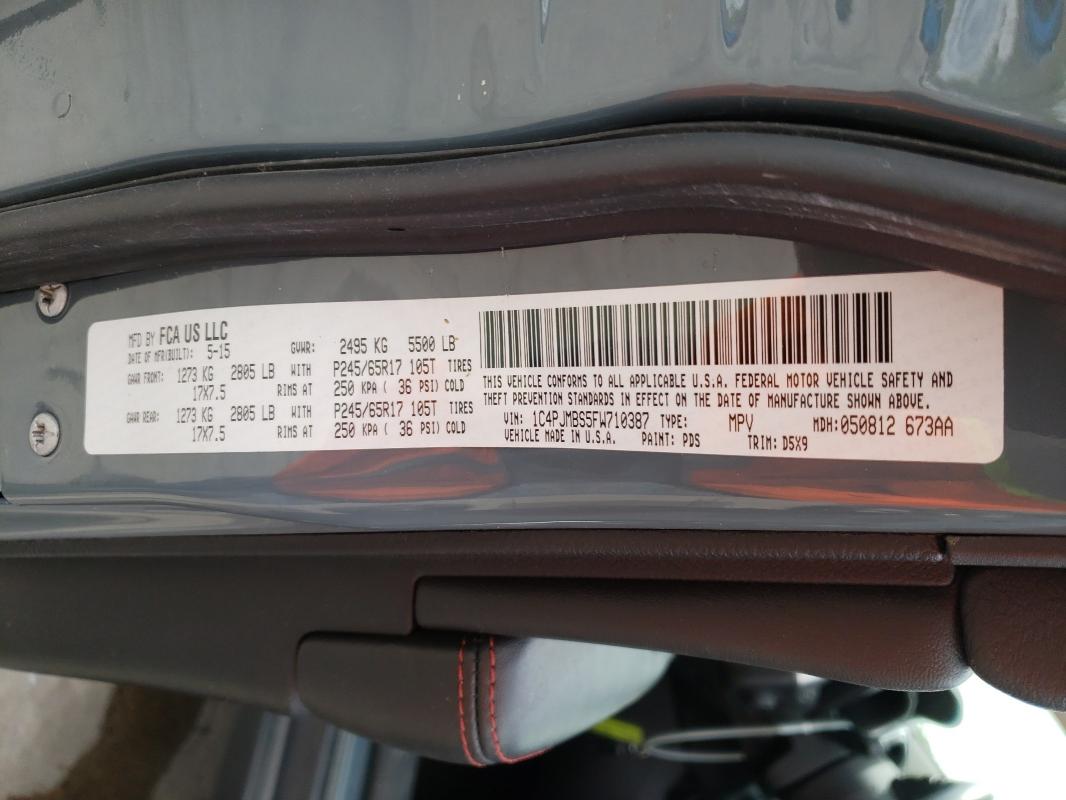 MFD BY FCA US LLC
DATE OF MFR(BUILT): 5-15 GVWR: 2495 KG 5500 LB
GAWR FRONT: 1273 KG 2805 LB WITH P245/65R17 105T TIRES
17X7.5 RIMS AT 250 KPA ( 36 PSI) COLD
GAWR REAR: 1273 KG 2805 LB WITH P245/65R17 105T TIRES
17X7.5 RIMS AT 250 KPA ( 36 PSI) COLD
THIS VEHICLE CONFORMS TO ALL APPLICABLE U.S.A. FEDERAL MOTOR VEHICLE SAFETY AND
THEFT PREVENTION STANDARDS IN EFFECT ON THE DATE OF MANUFACTURE SHOWN ABOVE.
VIN: 1C4PJMBS5FW710387 TYPE: MPV MDH: 050812 673AA
VEHICLE MADE IN U.S.A. PAINT: PDS TRIM: D5X9